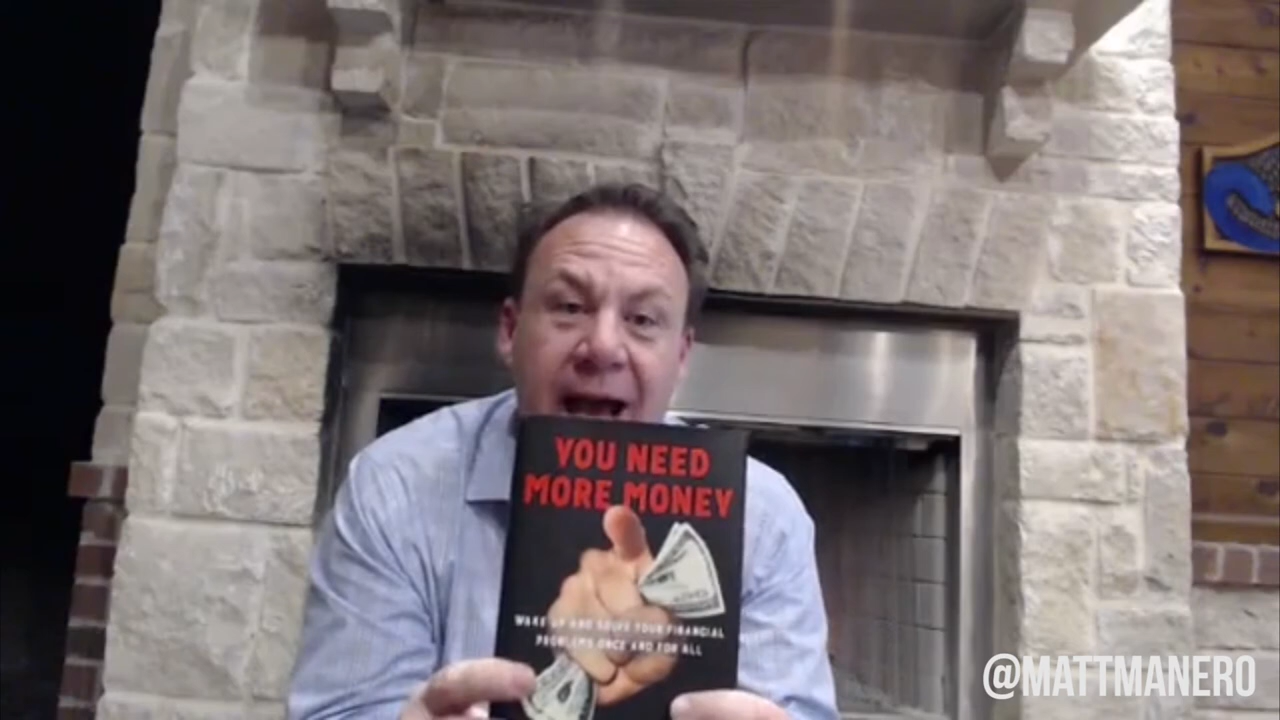 YOU NEED
MORE MONEY
WAKE UP AND SOLVE YOUR FINANCIAL
PROBLEMS ONCE AND FOR ALL
@MATTMANERO